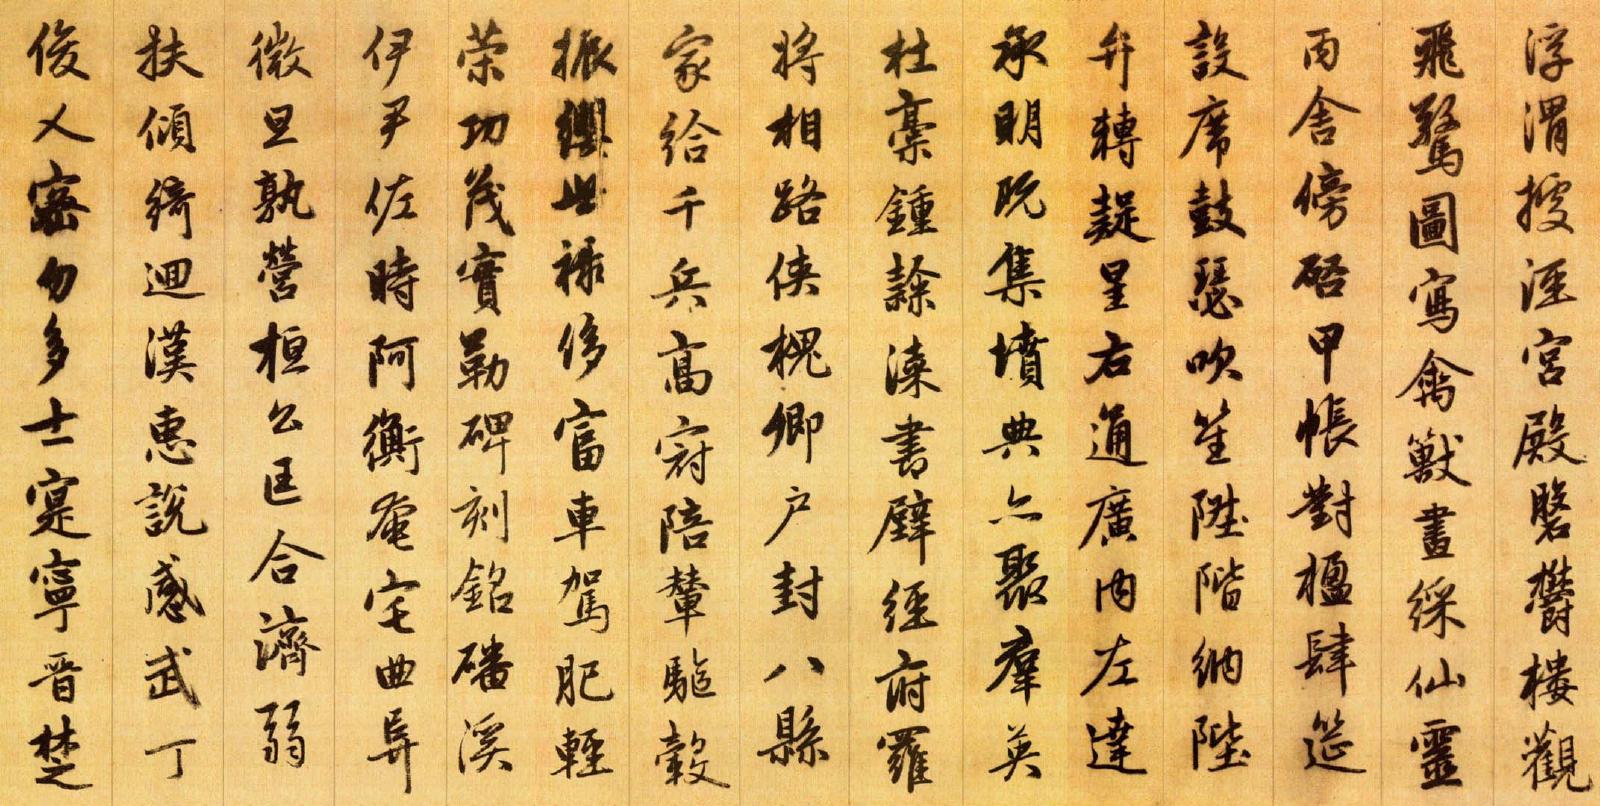 浮渭據涇宮殿磐欝樓觀
飛驚圖寫禽獸畫綵仙靈
丙舍傍啓甲帳對楹肆筵
設席鼓瑟吹笙陞階納陛
弁轉疑星右通廣內左達
承明既集墳典亦聚羣英
杜稾鍾隸漆書壁經府羅
將相路俠槐卿户封八縣
家給千兵高冠陪輦驅轂
振纓世祿侈富車駕肥輕
策功茂實勒碑刻銘磻溪
伊尹佐時阿衡奄宅曲阜
微旦孰營桓公匡合濟弱
扶傾綺迴漢惠說感武丁
俊乂密勿多士寔寧晉楚